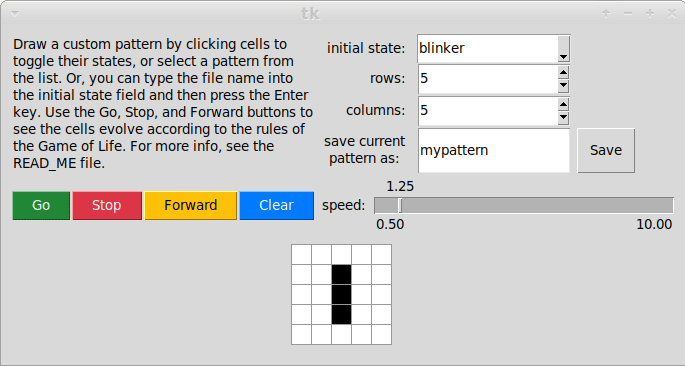 tk
Draw a custom pattern by clicking cells to
toggle their states, or select a pattern from
the list. Or, you can type the file name into
the initial state field and then press the Enter
key. Use the Go, Stop, and Forward buttons to
see the cells evolve according to the rules of
the Game of Life. For more info, see the
READ_ME file.
initial state: blinker
rows: 5
columns: 5
save current
pattern as: mypattern Save
Go Stop Forward Clear
speed: 1.25
0.50 10.00